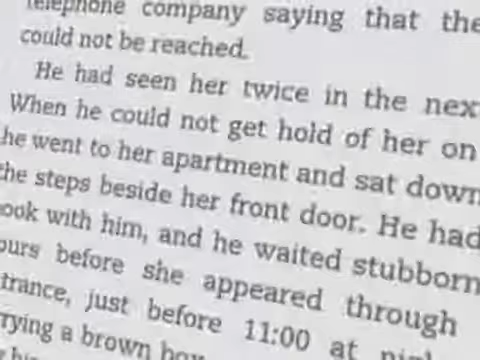 telephone company saying that the
could not be reached.
He had seen her twice in the nex
When he could not get hold of her on
he went to her apartment and sat down
the steps beside her front door. He had
ook with him, and he waited stubborn
ours before she appeared through
trance, just before 11:00 at nig
rying a brown box